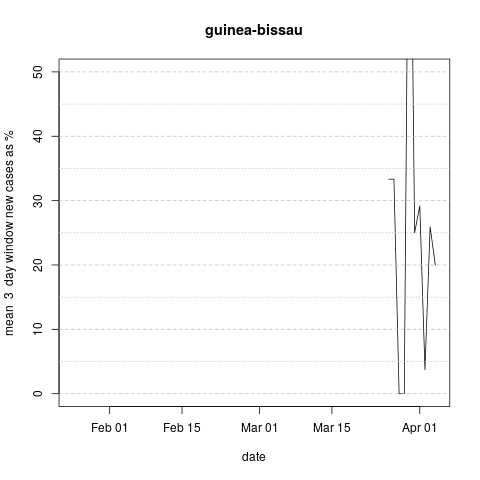 guinea-bissau
mean  3  day window new cases as %
50
40
30
20
10
0
Feb 01
Feb 15
Mar 01
Mar 15
Apr 01
date